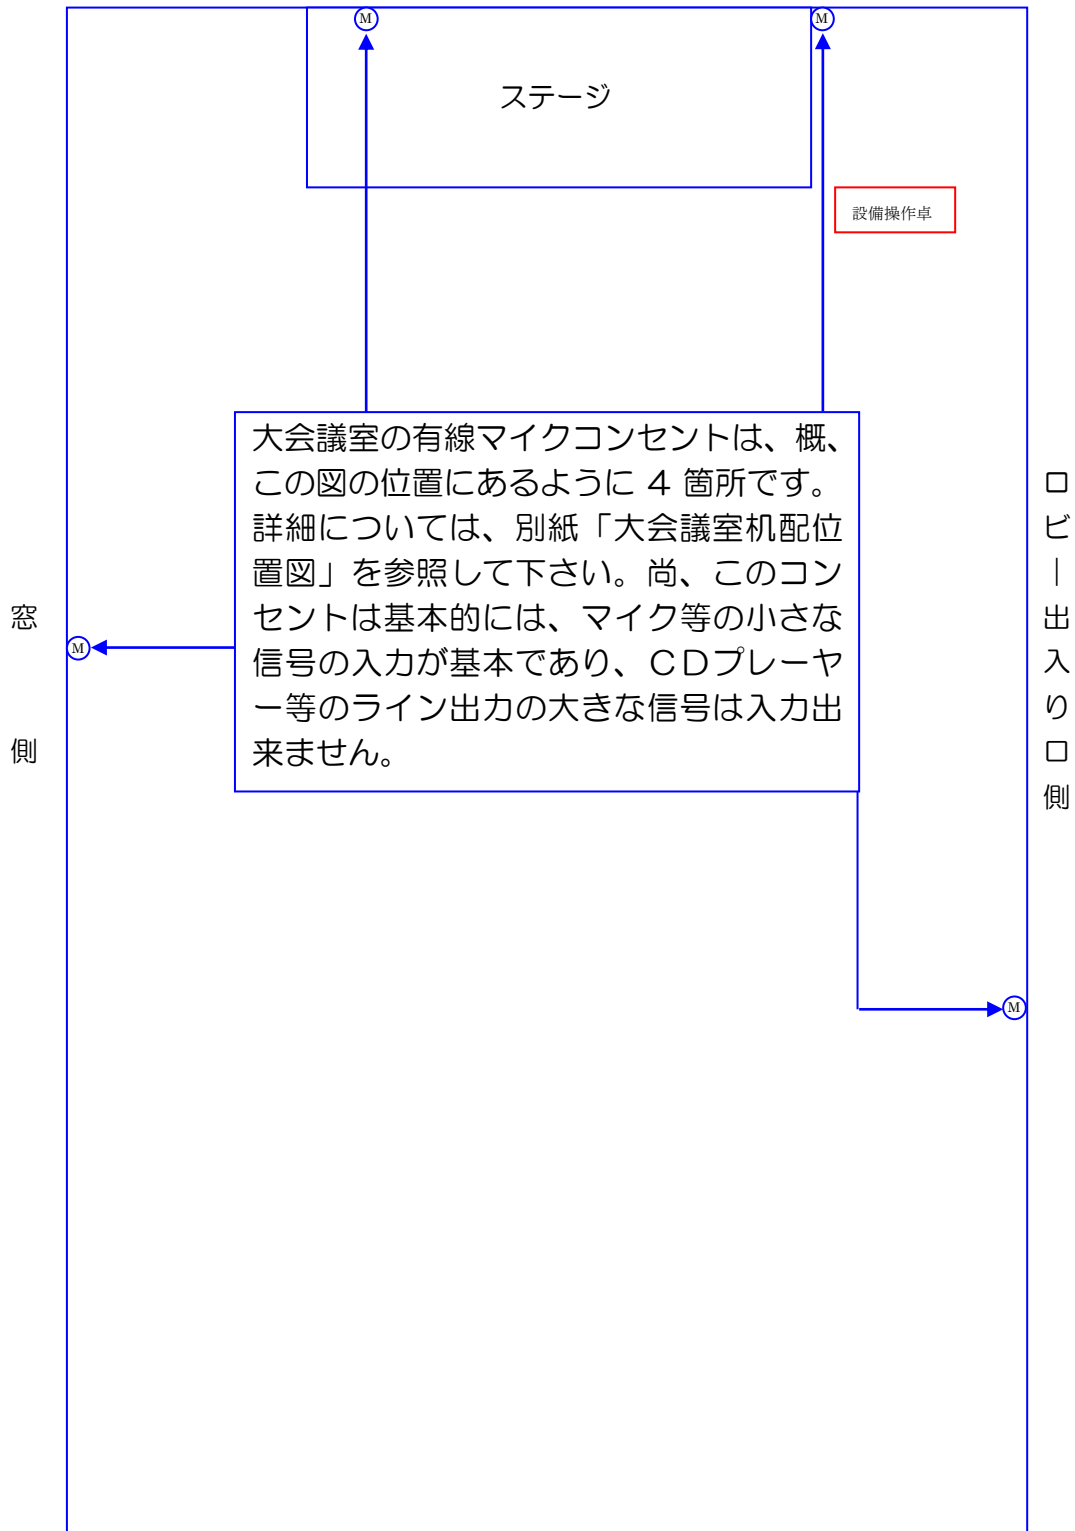 M
M
ステージ
設備操作卓
大会議室の有線マイクコンセントは、概、
この図の位置にあるように 4 箇所です。
詳細については、別紙「大会議室机配位
置図」を参照して下さい。尚、このコン
セントは基本的には、マイク等の小さな
信号の入力が基本であり、CDプレーヤ
ー等のライン出力の大きな信号は入力出
来ません。
窓側
M
ロビー出入り口側
M